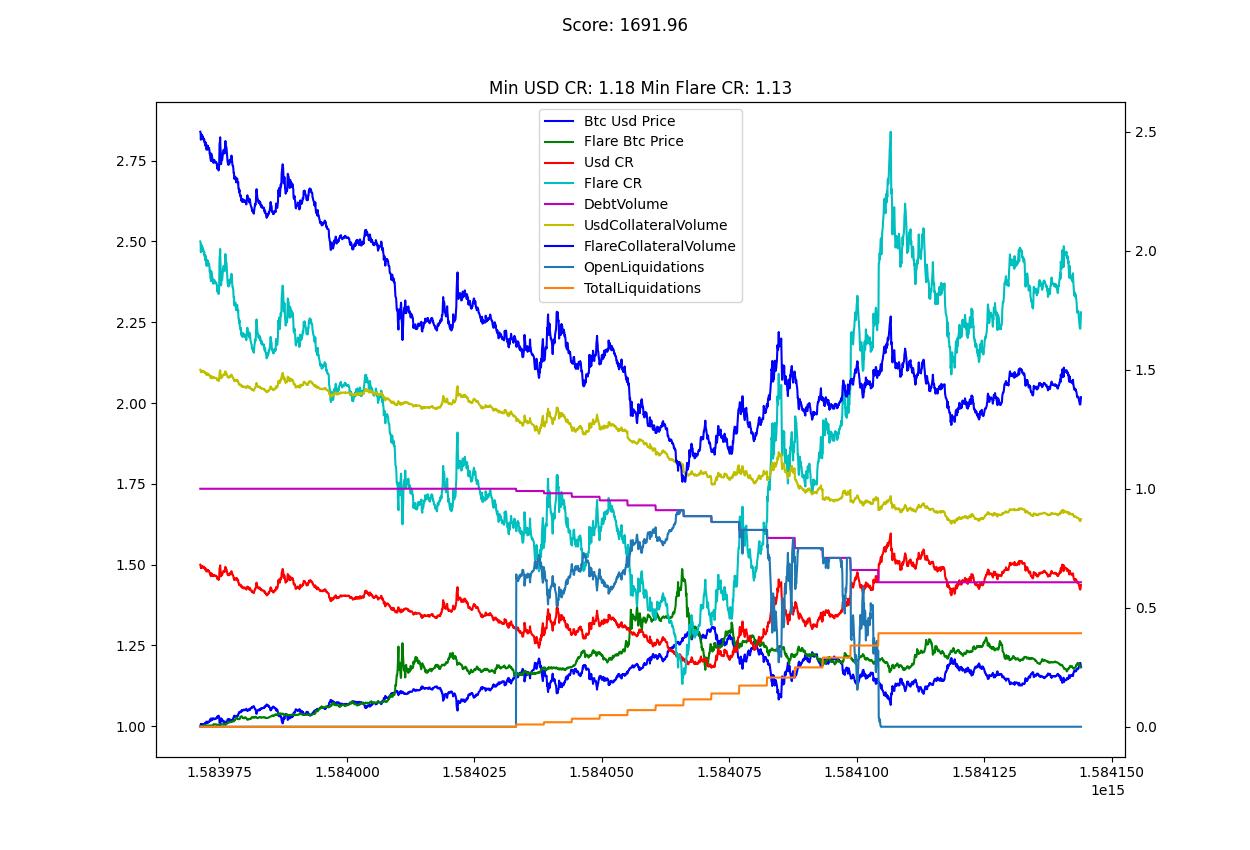 Score: 1691.96
Min USD CR: 1.18 Min Flare CR: 1.13
Btc Usd Price
Flare Btc Price
Usd CR
Flare CR
DebtVolume
UsdCollateralVolume
FlareCollateralVolume
OpenLiquidations
TotalLiquidations
2.75
2.50
2.25
2.00
1.75
1.50
1.25
1.00
2.5
2.0
1.5
1.0
0.5
0.0
1.583975
1.584000
1.584025
1.584050
1.584075
1.584100
1.584125
1.584150
1e15